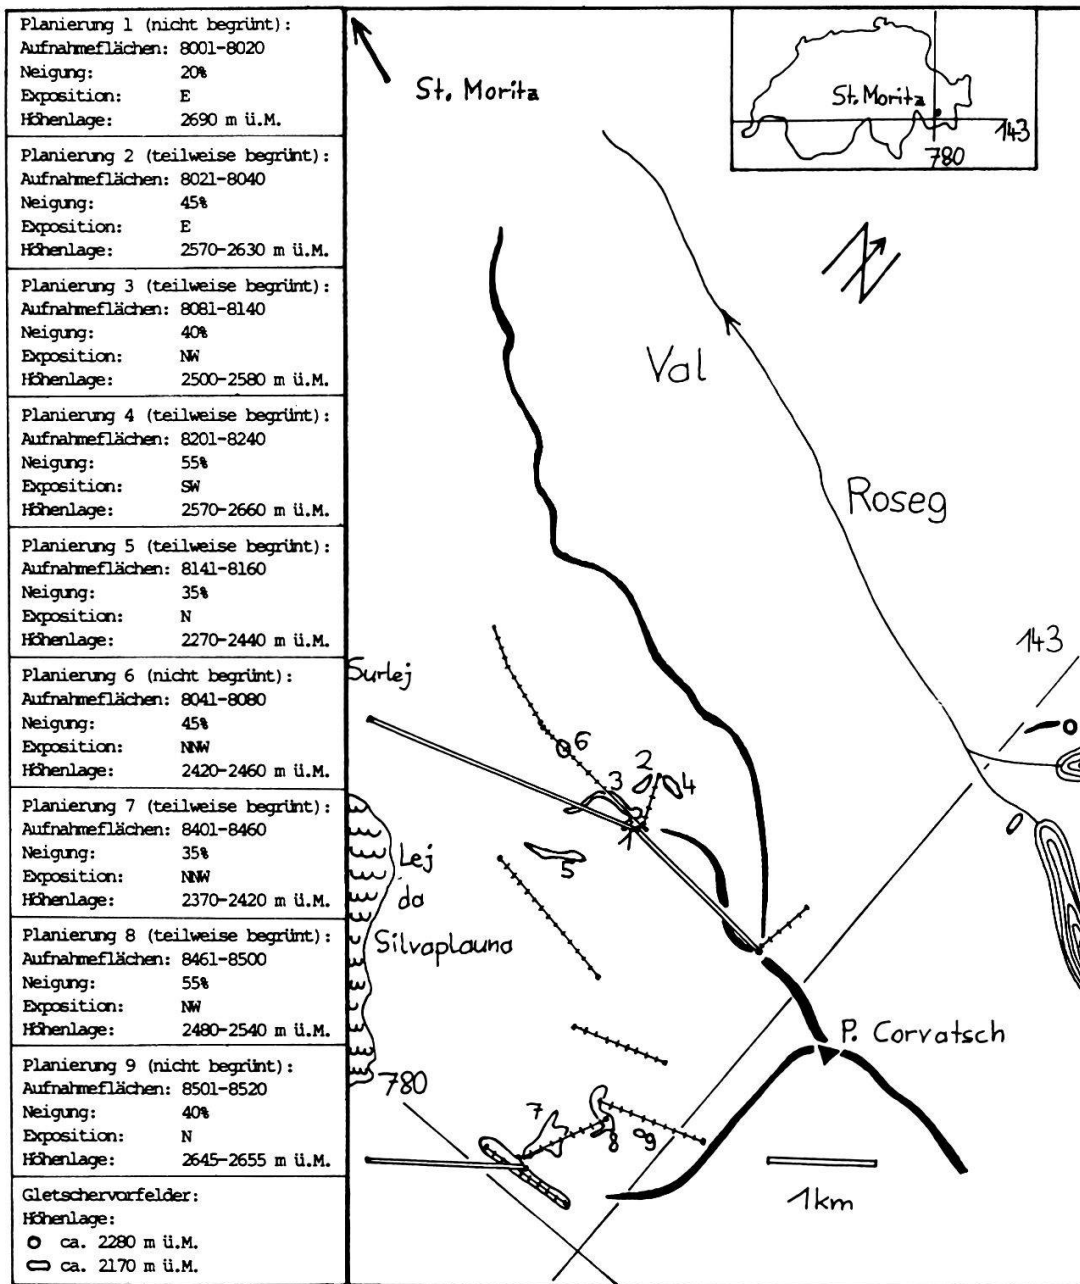 Planierung 1 (nicht begrünt):
Aufnahmeflächen: 8001-8020
Neigung: 20%
Exposition: E
Höhenlage: 2690 m ü.M.
Planierung 2 (teilweise begrünt):
Aufnahmeflächen: 8021-8040
Neigung: 45%
Exposition: E
Höhenlage: 2570-2630 m ü.M.
Planierung 3 (teilweise begrünt):
Aufnahmeflächen: 8081-8140
Neigung: 40%
Exposition: NW
Höhenlage: 2500-2580 m ü.M.
Planierung 4 (teilweise begrünt):
Aufnahmeflächen: 8201-8240
Neigung: 55%
Exposition: SW
Höhenlage: 2570-2660 m ü.M.
Planierung 5 (teilweise begrünt):
Aufnahmeflächen: 8141-8160
Neigung: 35%
Exposition: N
Höhenlage: 2270-2440 m ü.M.
Planierung 6 (nicht begrünt):
Aufnahmeflächen: 8041-8080
Neigung: 45%
Exposition: NNW
Höhenlage: 2420-2460 m ü.M.
Planierung 7 (teilweise begrünt):
Aufnahmeflächen: 8401-8460
Neigung: 35%
Exposition: NNW
Höhenlage: 2370-2420 m ü.M.
Planierung 8 (teilweise begrünt):
Aufnahmeflächen: 8461-8500
Neigung: 55%
Exposition: NW
Höhenlage: 2480-2540 m ü.M.
Planierung 9 (nicht begrünt):
Aufnahmeflächen: 8501-8520
Neigung: 40%
Exposition: N
Höhenlage: 2645-2655 m ü.M.
Gletschervorfelder:
Höhenlage:
ca. 2280 m ü.M.
ca. 2170 m ü.M.
St. Moritz
St. Moritz
143
780
N
Val
Roseg
143
Surlej
6
2
3
4
1
5
Lej
da
Silvaplauna
P. Corvatsch
780
7
8
9
1km